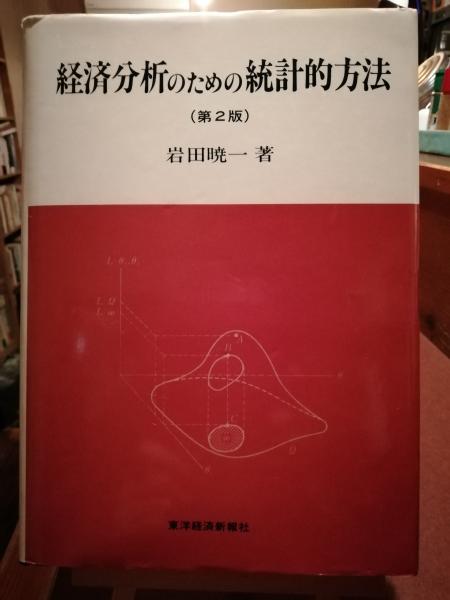 経済分析のための統計的方法
(第2版)
岩田暁一 著
A
B
C
Ω
東洋経済新報社